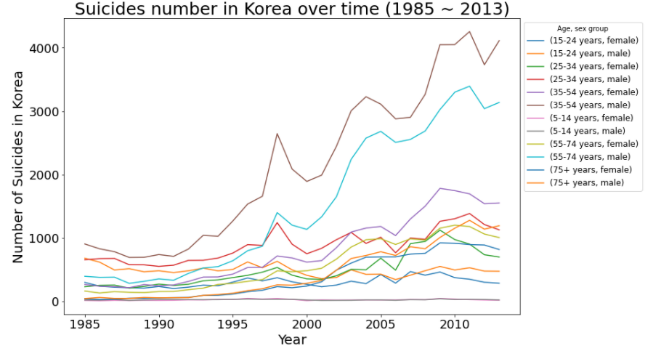 Suicides number in Korea over time (1985 ~ 2013)
Number of Suicides in Korea
4000
3000
2000
1000
0
1985
1990
1995
2000
2005
2010
Year
Age, sex group
(15-24 years, female)
(15-24 years, male)
(25-34 years, female)
(25-34 years, male)
(35-54 years, female)
(35-54 years, male)
(5-14 years, female)
(5-14 years, male)
(55-74 years, female)
(55-74 years, male)
(75+ years, female)
(75+ years, male)